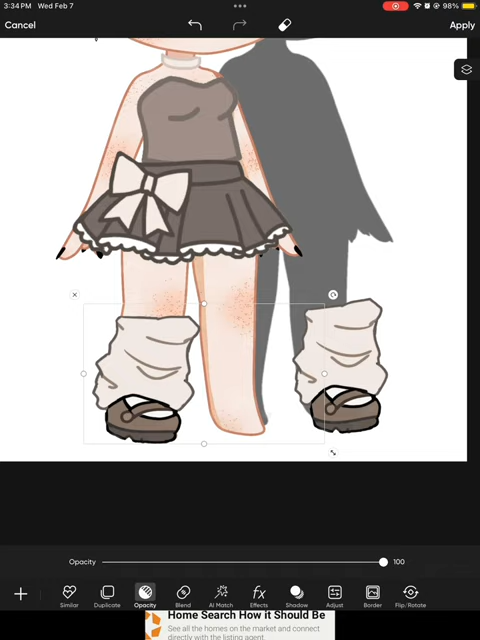 3:34 PM Wed Feb 7
98%
Cancel
Apply
Opacity
100
Similar
Duplicate
Opacity
Blend
AI Match
Effects
Shadow
Adjust
Border
Flip/Rotate
fx
Home Search How it Should Be
See all the homes on the market and connect
directly with the listing agent.